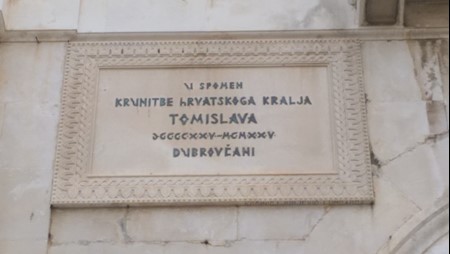 U SPOMEN
KRUNITBE hRVATSKOGA KRALJA
TOMISLAVA
DCCCCXXV-MCMXXV
DUBROVČANI